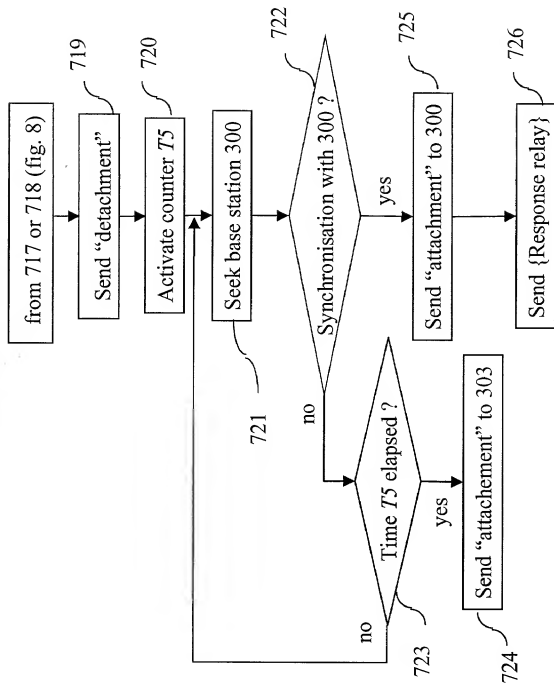 from 717 or 718 (fig. 8)
719
Send “detachment”
720
Activate counter T5
Seek base station 300
721
722
Synchronisation with 300 ?
no
yes
Time T5 elapsed ?
no
723
yes
725
Send “attachment” to 300
Send “attachement” to 303
724
726
Send {Response relay}